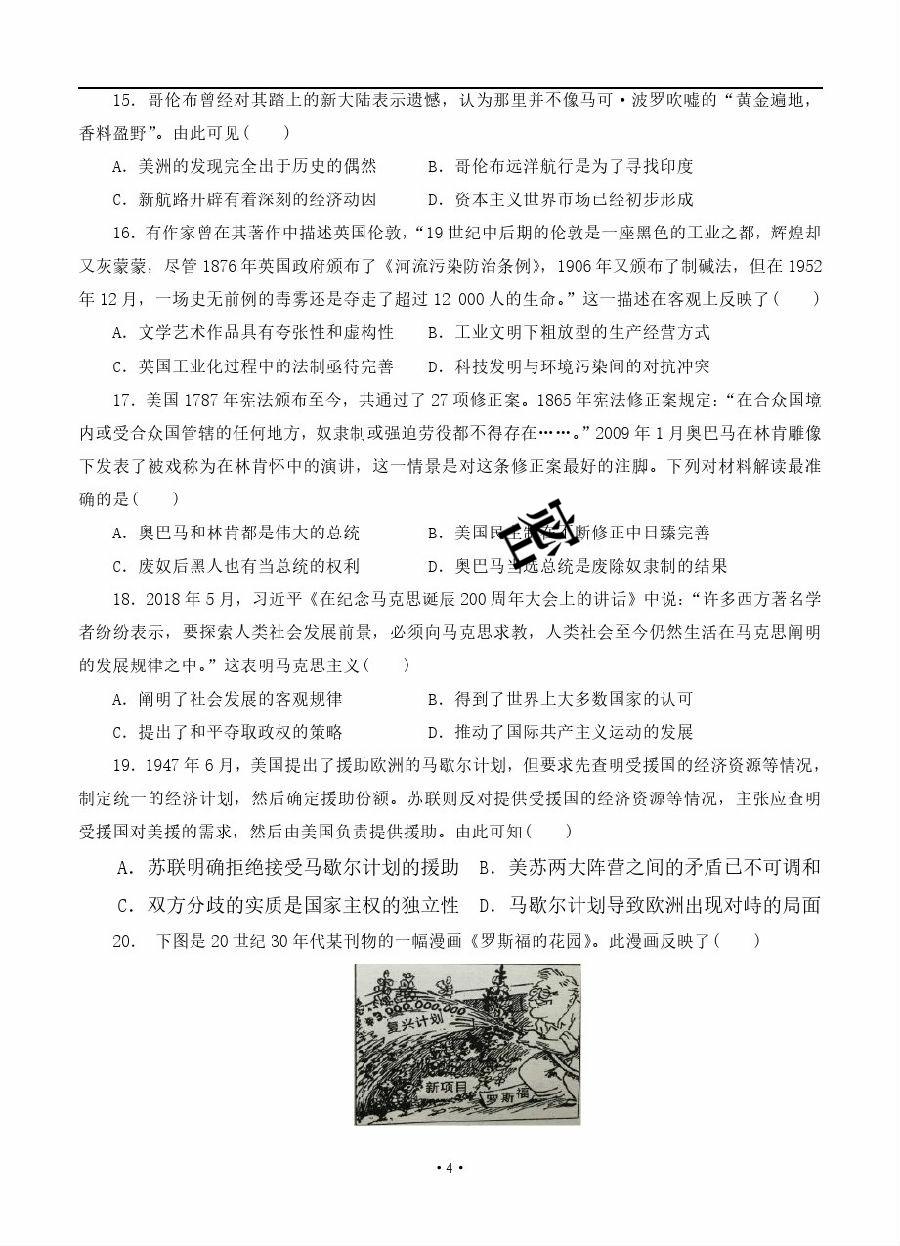 15．哥伦布曾经对其踏上的新大陆表示遗憾，认为那里并不像马可·波罗吹嘘的“黄金遍地，
香料盈野”。由此可见(　　)
A．美洲的发现完全出于历史的偶然　　B．哥伦布远洋航行是为了寻找印度
C．新航路开辟有着深刻的经济动因　　D．资本主义世界市场已经初步形成
16．有作家曾在其著作中描述英国伦敦，“19世纪中后期的伦敦是一座黑色的工业之都，辉煌却
又灰蒙蒙，尽管1876年英国政府颁布了《河流污染防治条例》，1906年又颁布了制碱法，但在1952
年12月，一场史无前例的毒雾还是夺走了超过12 000人的生命。”这一描述在客观上反映了(　　)
A．文学艺术作品具有夸张性和虚构性　　B．工业文明下粗放型的生产经营方式
C．英国工业化过程中的法制亟待完善　　D．科技发明与环境污染间的对抗冲突
17．美国1787年宪法颁布至今，共通过了27项修正案。1865年宪法修正案规定：“在合众国境
内或受合众国管辖的任何地方，奴隶制或强迫劳役都不得存在……。”2009年1月奥巴马在林肯雕像
下发表了被戏称为在林肯怀中的演讲，这一情景是对这条修正案最好的注脚。下列对材料解读最准
确的是(　　)
A．奥巴马和林肯都是伟大的总统　　B．美国民主制在不断修正中日臻完善
C．废奴后黑人也有当总统的权利　　D．奥巴马当选总统是废除奴隶制的结果
18．2018年5月，习近平《在纪念马克思诞辰200周年大会上的讲话》中说：“许多西方著名学
者纷纷表示，要探索人类社会发展前景，必须向马克思求教，人类社会至今仍然生活在马克思阐明
的发展规律之中。”这表明马克思主义(　　)
A．阐明了社会发展的客观规律　　B．得到了世界上大多数国家的认可
C．提出了和平夺取政权的策略　　D．推动了国际共产主义运动的发展
19．1947年6月，美国提出了援助欧洲的马歇尔计划，但要求先查明受援国的经济资源等情况，
制定统一的经济计划，然后确定援助份额。苏联则反对提供受援国的经济资源等情况，主张应查明
受援国对美援的需求，然后由美国负责提供援助。由此可知(　　)
A．苏联明确拒绝接受马歇尔计划的援助　B．美苏两大阵营之间的矛盾已不可调和
C．双方分歧的实质是国家主权的独立性　D．马歇尔计划导致欧洲出现对峙的局面
20．　下图是20世纪30年代某刊物的一幅漫画《罗斯福的花园》。此漫画反映了(　　)
$3,000,000,000
复兴计划
新项目
罗斯福
·4·